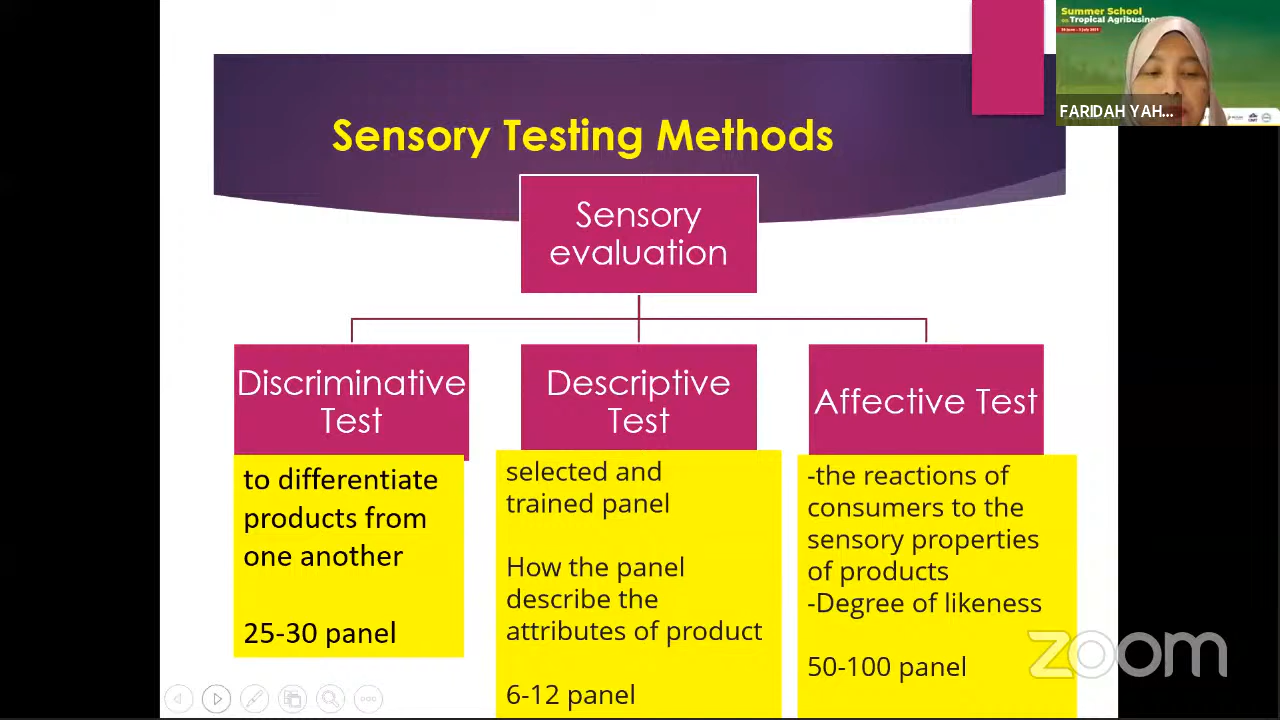 Summer School
on Tropical Agribusiness
FARIDAH YAH...
Sensory Testing Methods
Sensory
evaluation
Discriminative
Test
to differentiate
products from
one another
25-30 panel
Descriptive
Test
selected and
trained panel
How the panel
describe the
attributes of product
6-12 panel
Affective Test
-the reactions of
consumers to the
sensory properties
of products
-Degree of likeness
50-100 panel
zoom